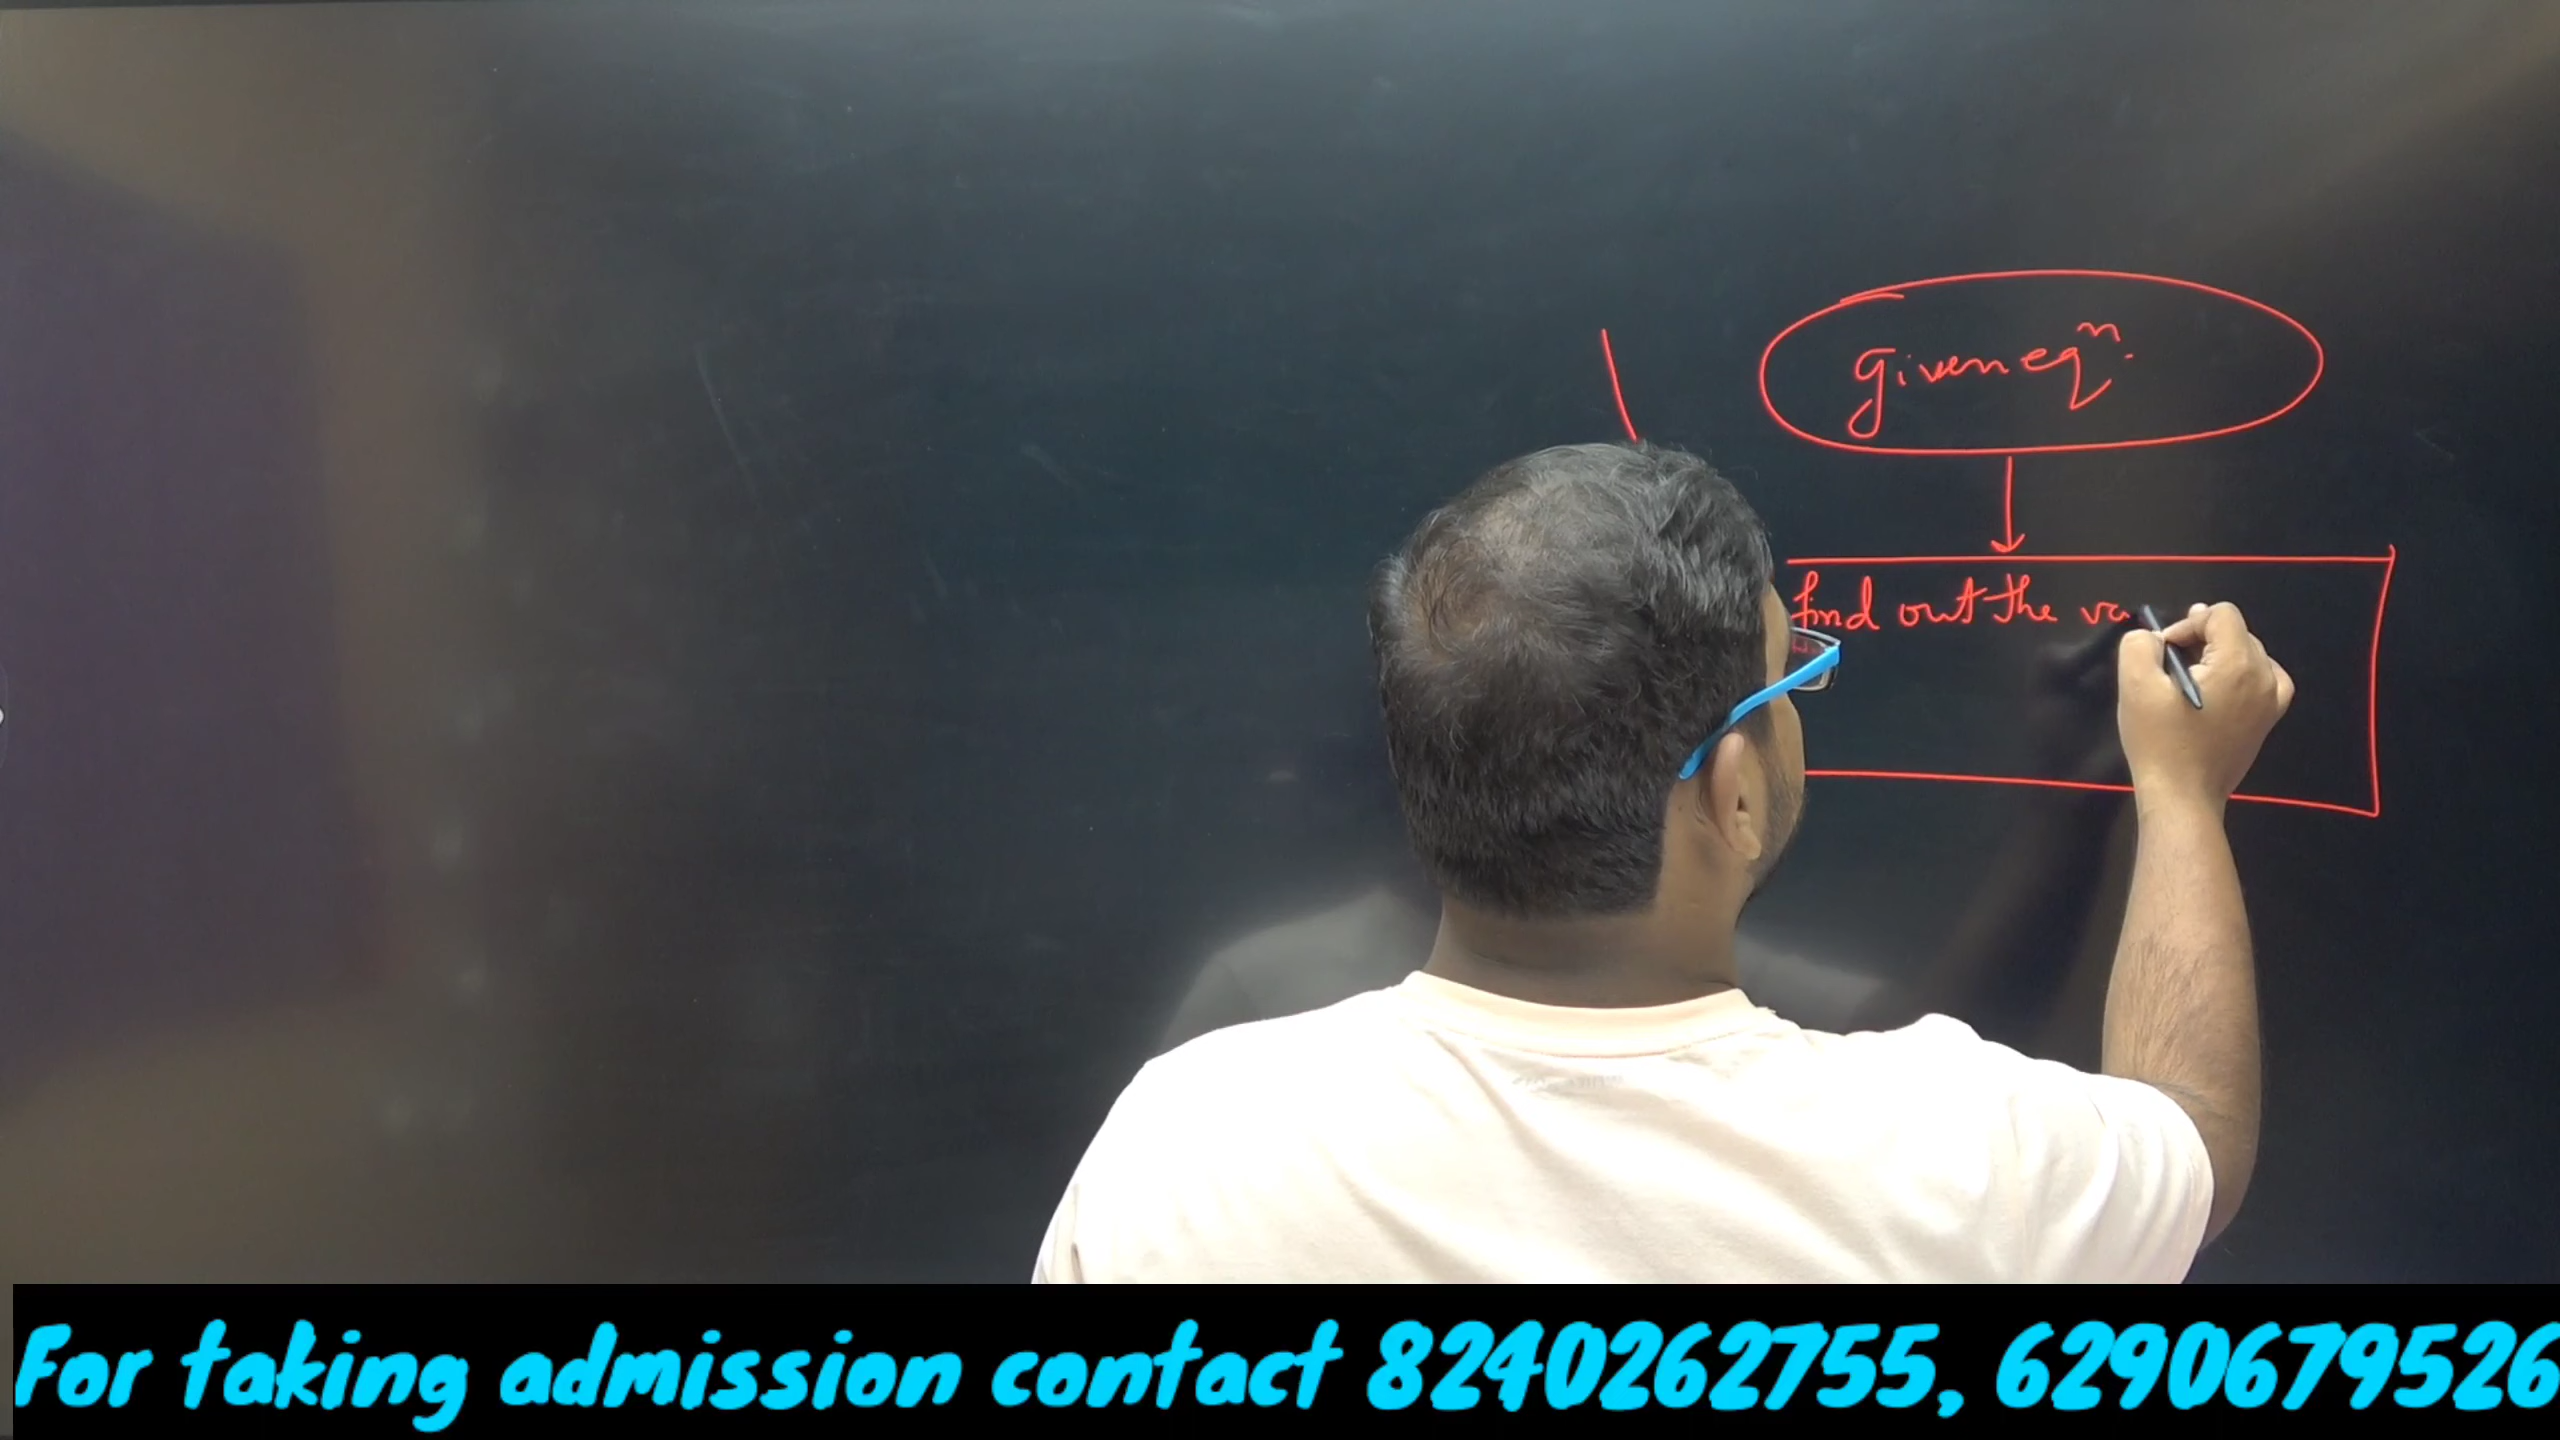 Given eqⁿ.
find out the va
For taking admission contact 8240262755, 6290679526